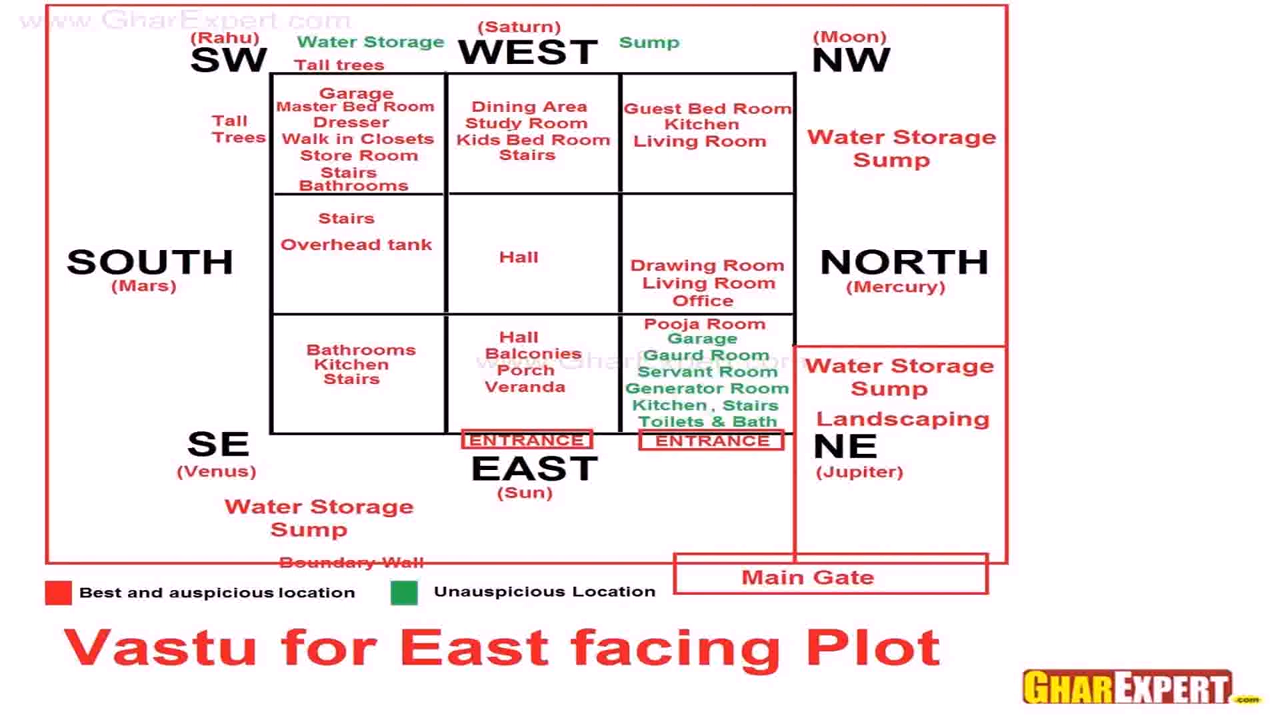 www.GharExpert.com
(Rahu)
SW
Water Storage
(Saturn)
WEST
Sump
(Moon)
NW
Tall trees
Tall
Trees
Garage
Master Bed Room
Dresser
Walk in Closets
Store Room
Stairs
Bathrooms
Dining Area
Study Room
Kids Bed Room
Stairs
Guest Bed Room
Kitchen
Living Room
Water Storage
Sump
SOUTH
(Mars)
Stairs
Overhead tank
Hall
Drawing Room
Living Room
Office
NORTH
(Mercury)
Bathrooms
Kitchen
Stairs
Hall
Balconies
Porch
Veranda
www.GharExpert.com
Pooja Room
Garage
Gaurd Room
Servant Room
Generator Room
Kitchen , Stairs
Toilets & Bath
Water Storage
Sump
Landscaping
NE
(Jupiter)
SE
(Venus)
ENTRANCE
ENTRANCE
EAST
(Sun)
Water Storage
Sump
Boundary Wall
Main Gate
Best and auspicious location
Unauspicious Location
Vastu for East facing Plot
GHAREXPERT.com